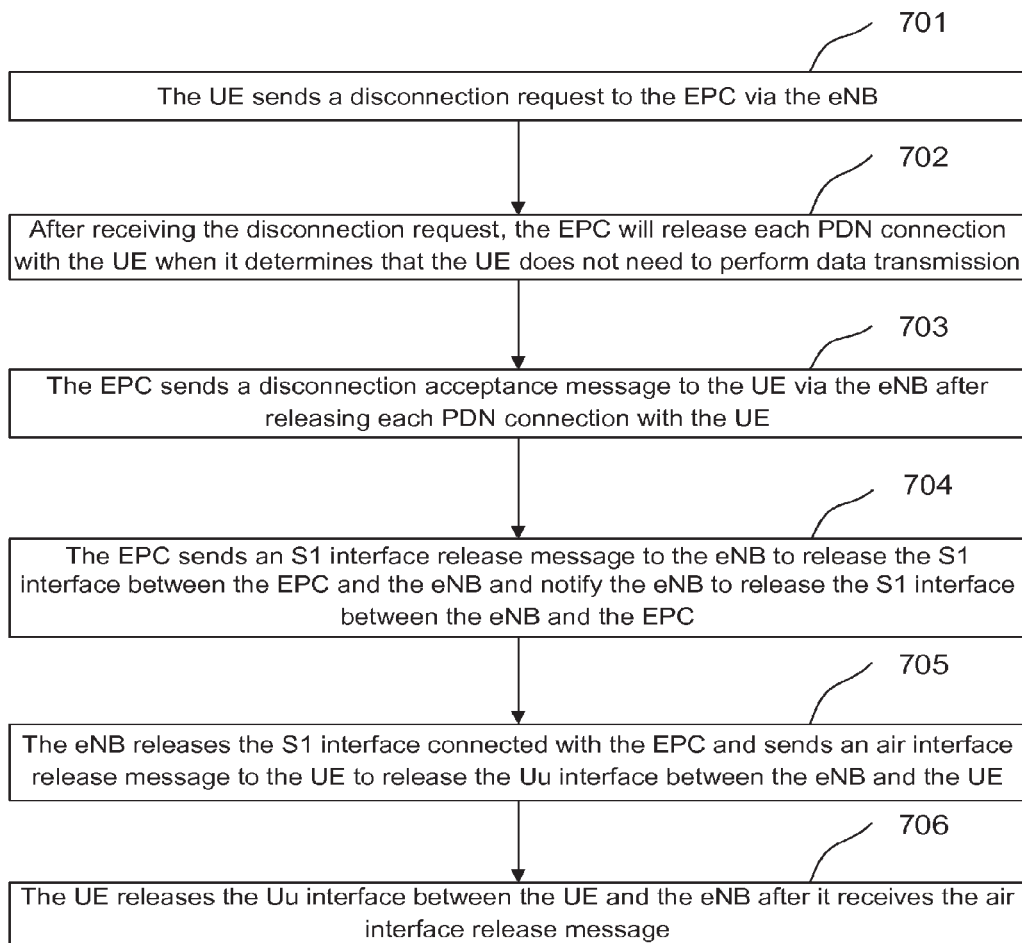 701
The UE sends a disconnection request to the EPC via the eNB
702
After receiving the disconnection request, the EPC will release each PDN connection
with the UE when it determines that the UE does not need to perform data transmission
703
The EPC sends a disconnection acceptance message to the UE via the eNB after
releasing each PDN connection with the UE
704
The EPC sends an S1 interface release message to the eNB to release the S1
interface between the EPC and the eNB and notify the eNB to release the S1 interface
between the eNB and the EPC
705
The eNB releases the S1 interface connected with the EPC and sends an air interface
release message to the UE to release the Uu interface between the eNB and the UE
706
The UE releases the Uu interface between the UE and the eNB after it receives the air
interface release message